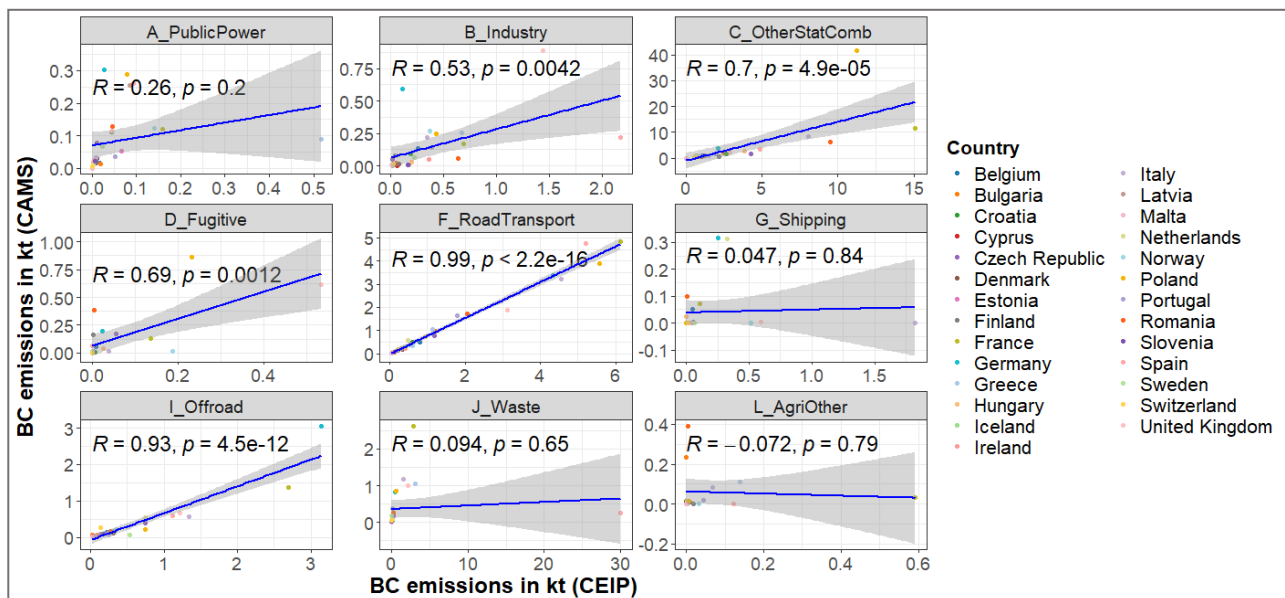 A_PublicPower
B_Industry
C_OtherStatComb
R = 0.26, p = 0.2
R = 0.53, p = 0.0042
R = 0.7, p = 4.9e-05
0.3
0.2
0.1
0.0
0.75
0.50
0.25
0.00
40
30
20
10
0
0.0 0.1 0.2 0.3 0.4 0.5
0.0 0.5 1.0 1.5 2.0
0 5 10 15
D_Fugitive
F_RoadTransport
G_Shipping
R = 0.69, p = 0.0012
R = 0.99, p < 2.2e-16
R = 0.047, p = 0.84
1.00
0.75
0.50
0.25
0.00
5
4
3
2
1
0
0.3
0.2
0.1
0.0
-0.1
0.0 0.2 0.4
0 2 4 6
0.0 0.5 1.0 1.5
I_Offroad
J_Waste
L_AgriOther
R = 0.93, p = 4.5e-12
R = 0.094, p = 0.65
R = −0.072, p = 0.79
3
2
1
0
2
1
0
0.4
0.2
0.0
-0.2
0 1 2 3
0 10 20 30
0.0 0.2 0.4 0.6
BC emissions in kt (CAMS)
BC emissions in kt (CEIP)
Country
Belgium
Bulgaria
Croatia
Cyprus
Czech Republic
Denmark
Estonia
Finland
France
Germany
Greece
Hungary
Iceland
Ireland
Italy
Latvia
Malta
Netherlands
Norway
Poland
Portugal
Romania
Slovenia
Spain
Sweden
Switzerland
United Kingdom